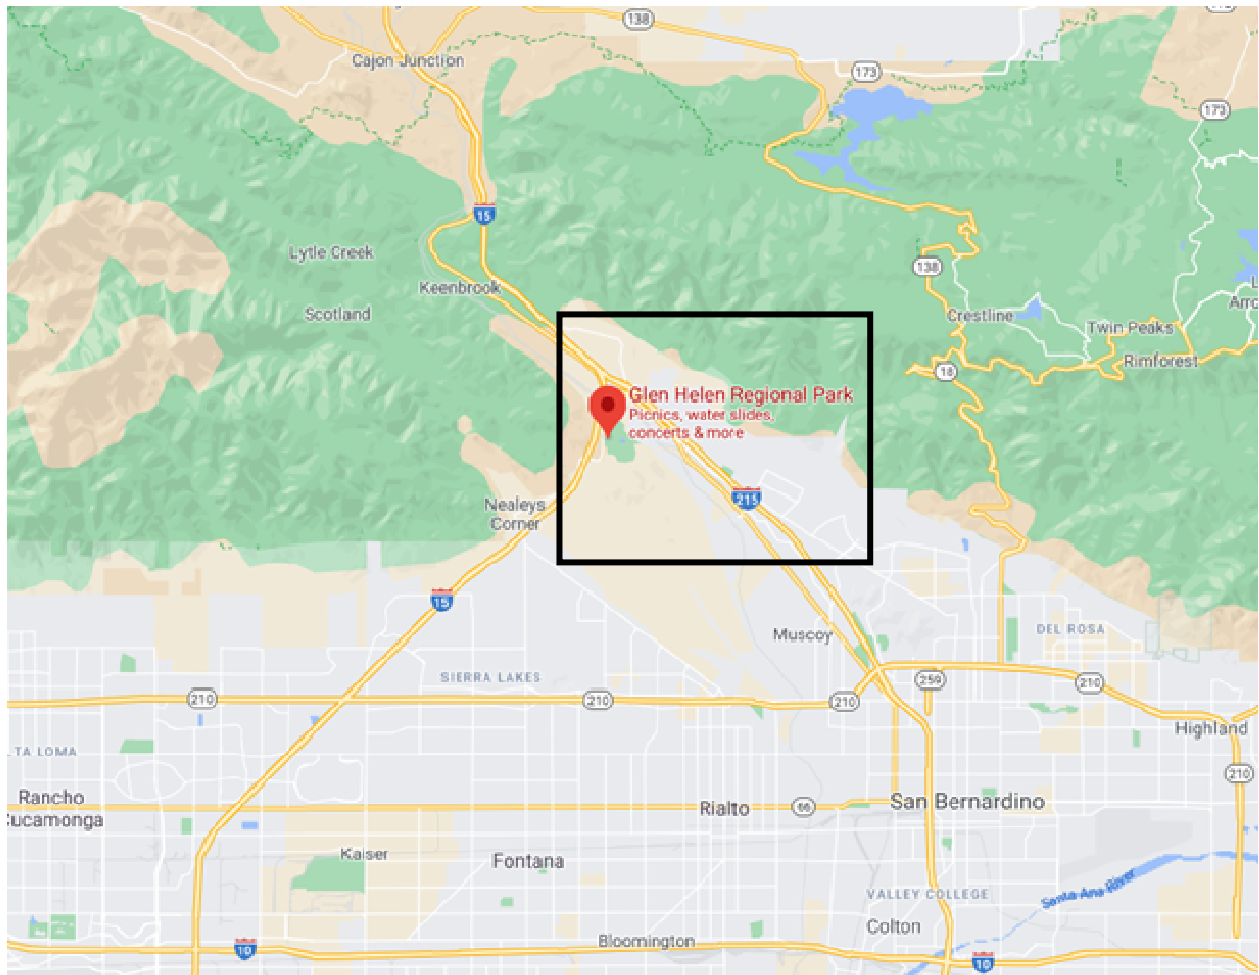 138
Cajon Junction
173
173
15
Lytle Creek
138
Keenbrook
Scotland
Crestline
Twin Peaks
Rimforest
18
Glen Helen Regional Park
Picnics, water slides,
concerts & more
215
Nealeys
Corner
15
Muscoy
DEL ROSA
SIERRA LAKES
259
210
210
210
210
Highland
LTA LOMA
210
Rancho
Cucamonga
Rialto
66
San Bernardino
Kaiser
Fontana
Santa Ana River
VALLEY COLLEGE
Colton
Bloomington
10
10